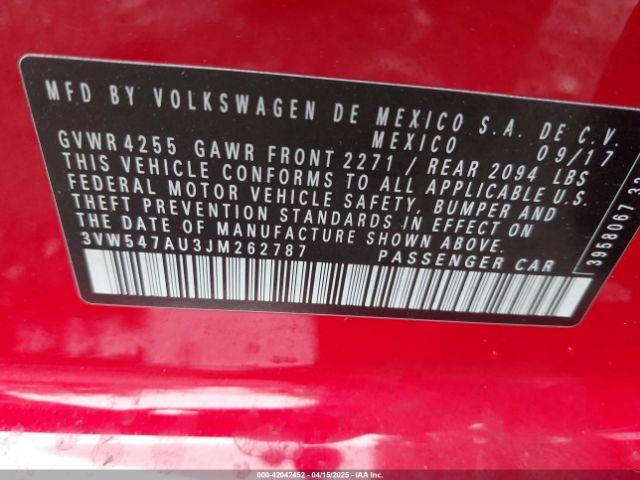 MFD BY VOLKSWAGEN DE MEXICO S.A. DE C.V.
MEXICO 09/17
GVWR 4255 GAWR FRONT 2271 / REAR 2094 LBS
THIS VEHICLE CONFORMS TO ALL APPLICABLE U.S.
FEDERAL MOTOR VEHICLE SAFETY, BUMPER AND
THEFT PREVENTION STANDARDS IN EFFECT ON
THE DATE OF MANUFACTURE SHOWN ABOVE.
3VW547AU3JM262787 PASSENGER CAR
3958067
000-42042452 - 04/15/2025 - IAAI.COM